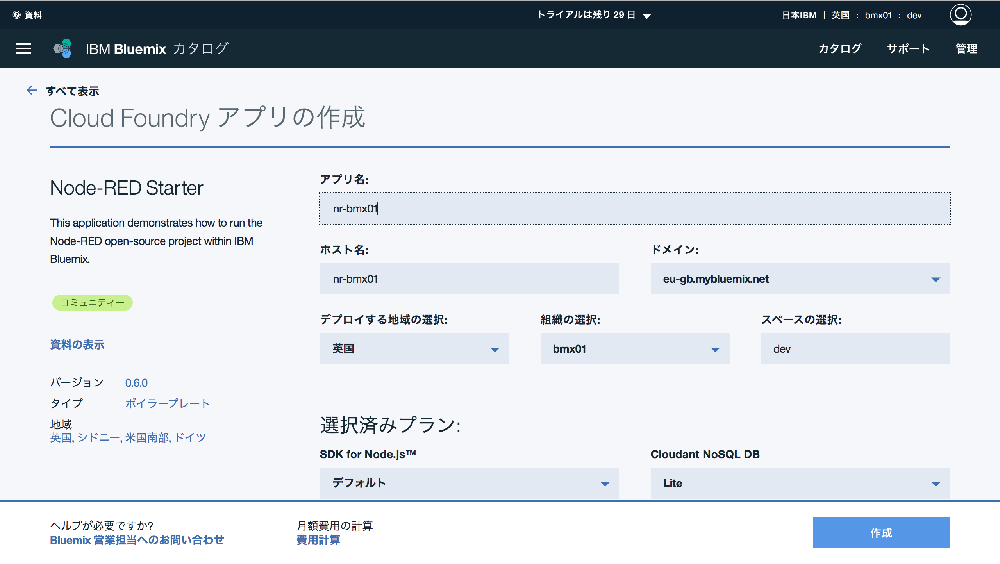 資料
トライアルは残り 29 日
日本IBM | 英国 : bmx01 : dev
IBM Bluemix カタログ
カタログ
サポート
管理
すべて表示
Cloud Foundry アプリの作成
Node-RED Starter
This application demonstrates how to run the
Node-RED open-source project within IBM
Bluemix.
コミュニティー
資料の表示
バージョン 0.6.0
タイプ ボイラープレート
地域
英国, シドニー, 米国南部, ドイツ
アプリ名:
nr-bmx01
ホスト名:
nr-bmx01
ドメイン:
eu-gb.mybluemix.net
デプロイする地域の選択:
英国
組織の選択:
bmx01
スペースの選択:
dev
選択済みプラン:
SDK for Node.js™
デフォルト
Cloudant NoSQL DB
Lite
ヘルプが必要ですか?
Bluemix 営業担当へのお問い合わせ
月額費用の計算
費用計算
作成